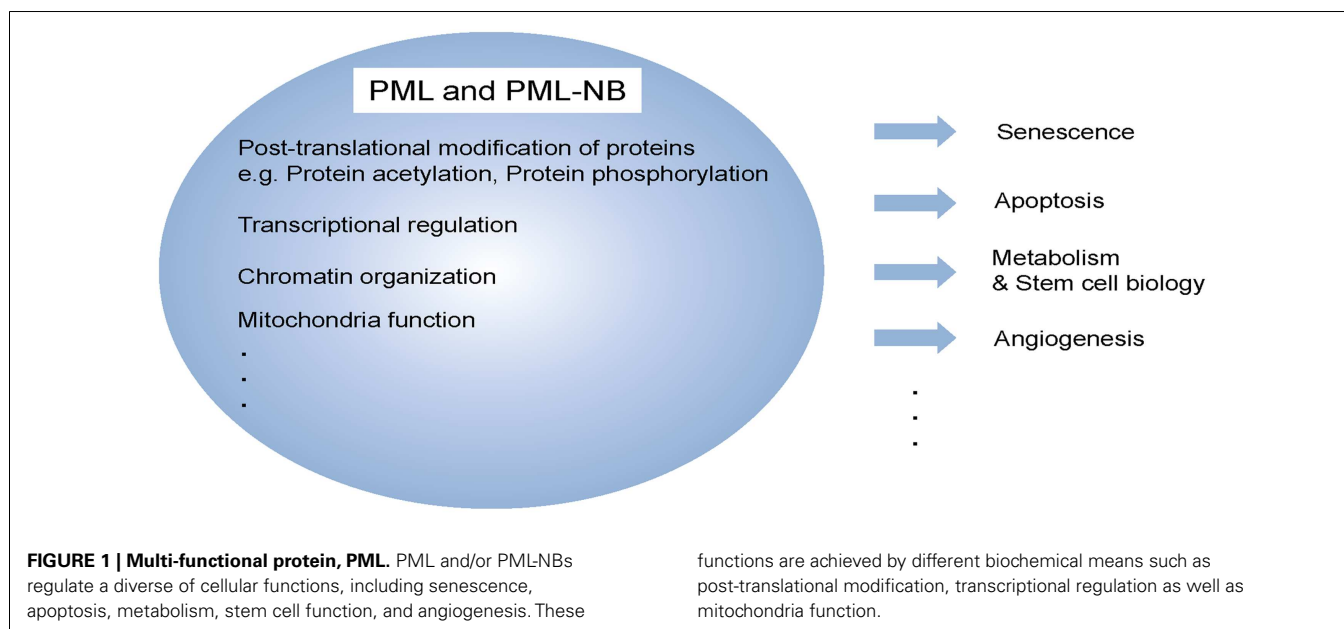 PML and PML-NB
Post-translational modification of proteins
e.g. Protein acetylation, Protein phosphorylation
Transcriptional regulation
Chromatin organization
Mitochondria function
.
.
.
Senescence
Apoptosis
Metabolism
& Stem cell biology
Angiogenesis
.
.
.
FIGURE 1 | Multi-functional protein, PML. PML and/or PML-NBs
regulate a diverse of cellular functions, including senescence,
apoptosis, metabolism, stem cell function, and angiogenesis. These
functions are achieved by different biochemical means such as
post-translational modification, transcriptional regulation as well as
mitochondria function.